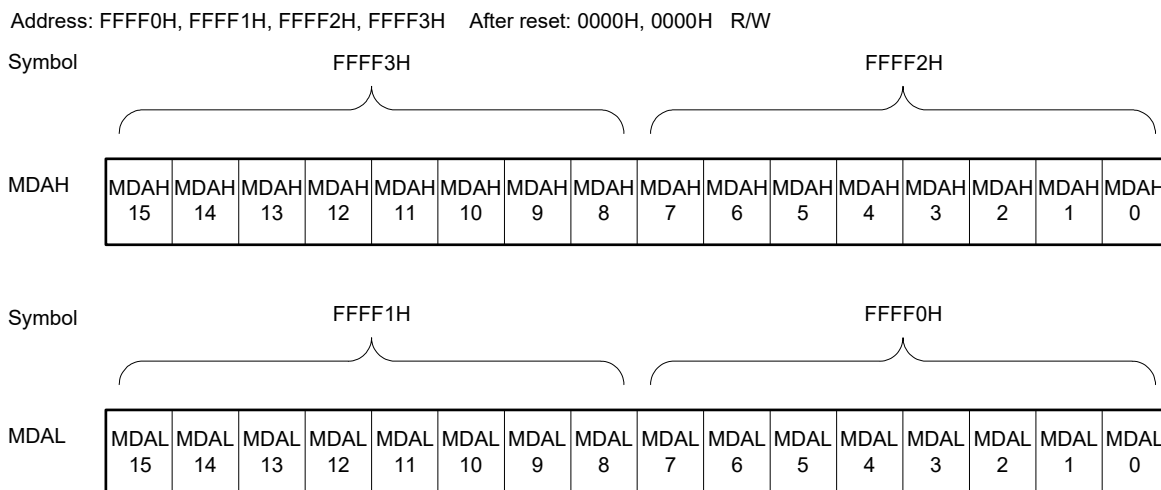 Address: FFFF0H, FFFF1H, FFFF2H, FFFF3H After reset: 0000H, 0000H R/W
Symbol FFFF3H FFFF2H
MDAH MDAH MDAH MDAH MDAH MDAH MDAH MDAH MDAH MDAH MDAH MDAH MDAH MDAH MDAH MDAH MDAH
15 14 13 12 11 10 9 8 7 6 5 4 3 2 1 0
Symbol FFFF1H FFFF0H
MDAL MDAL MDAL MDAL MDAL MDAL MDAL MDAL MDAL MDAL MDAL MDAL MDAL MDAL MDAL MDAL MDAL
15 14 13 12 11 10 9 8 7 6 5 4 3 2 1 0